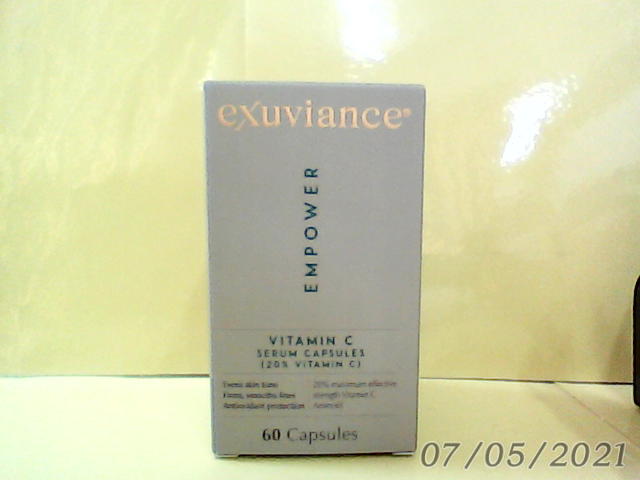 exuviance®
EMPOWER
VITAMIN C
SERUM CAPSULES
(20% VITAMIN C)
Evens skin tone
Firms, smooths lines
Antioxidant protection
20% maximum effective
strength Vitamin C
60 Capsules
07/05/2021